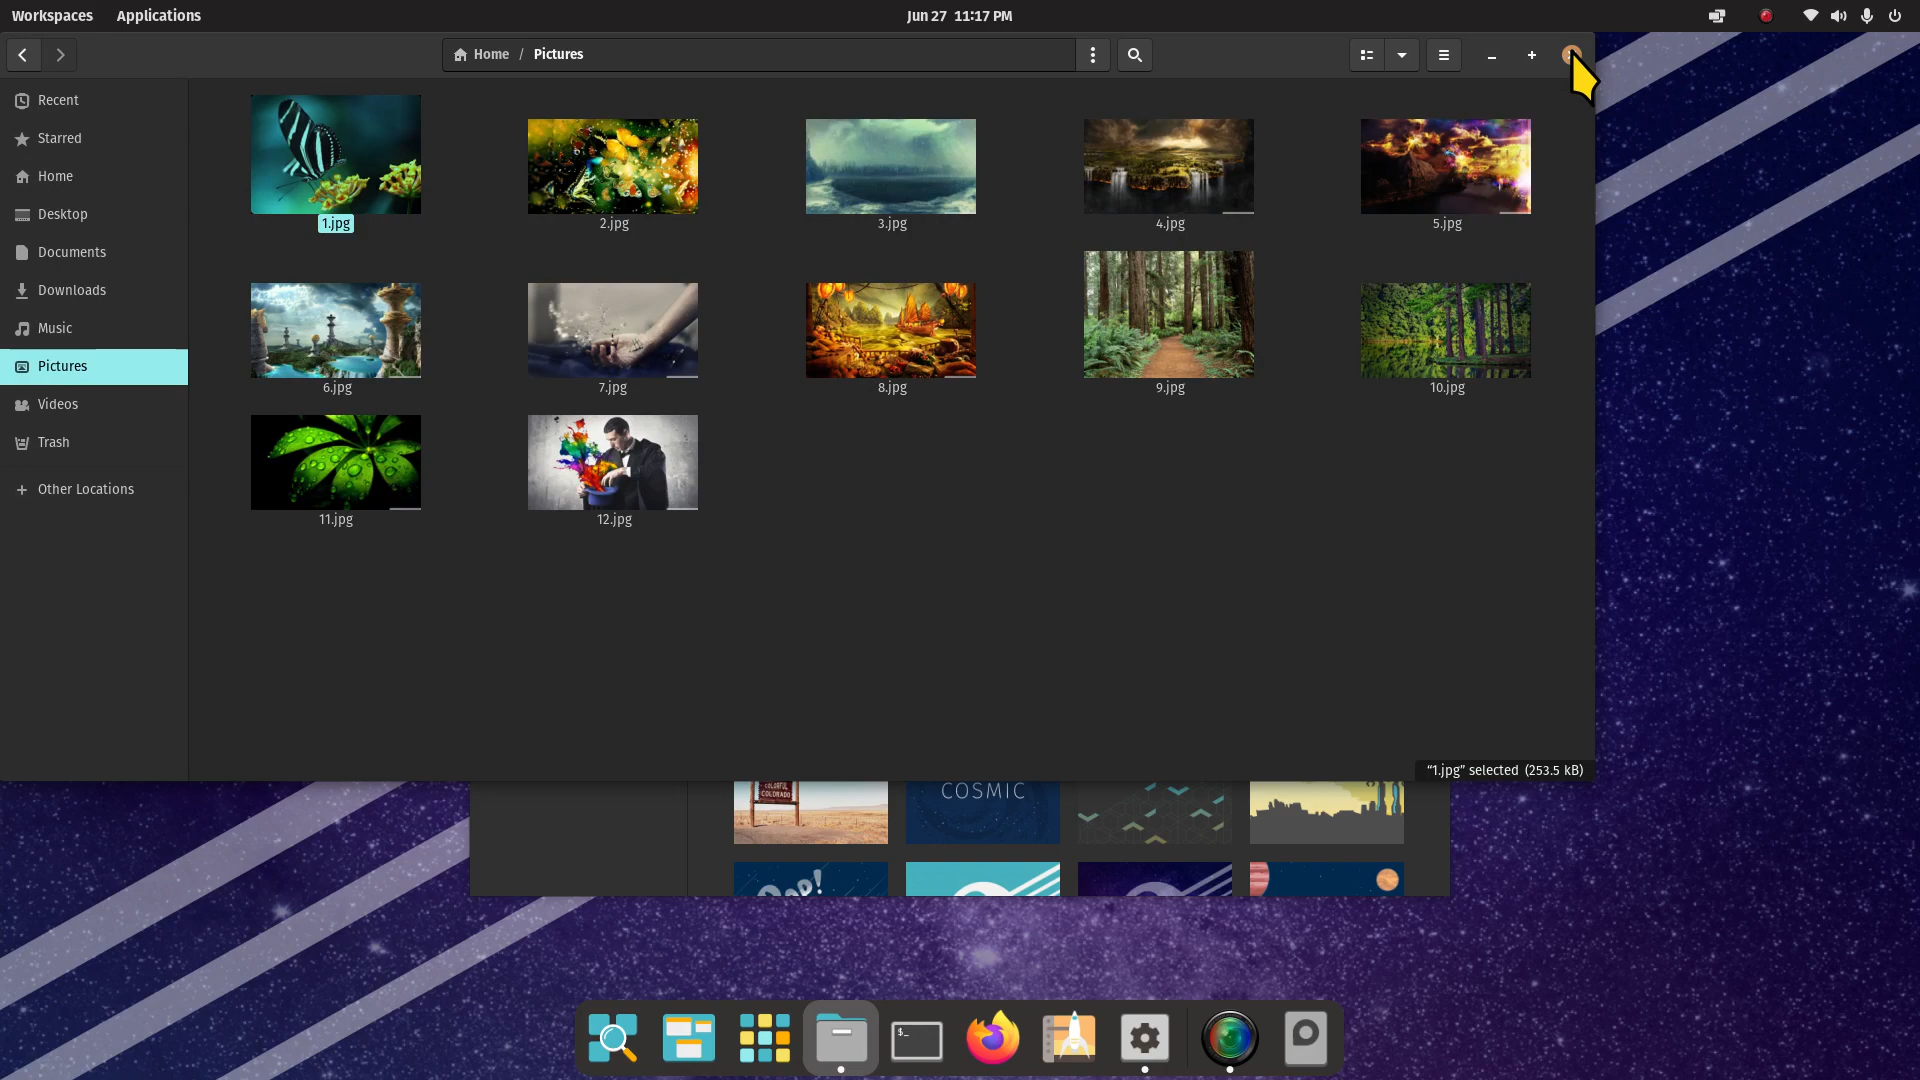 Workspaces Applications Jun 27 11:17 PM
Home / Pictures
Recent
Starred
Home
Desktop
Documents
Downloads
Music
Pictures
Videos
Trash
Other Locations
1.jpg 2.jpg 3.jpg 4.jpg 5.jpg
6.jpg 7.jpg 8.jpg 9.jpg 10.jpg
11.jpg 12.jpg
“1.jpg” selected (253.5 kB)
COLORFUL
COLORADO
COSMIC
$_